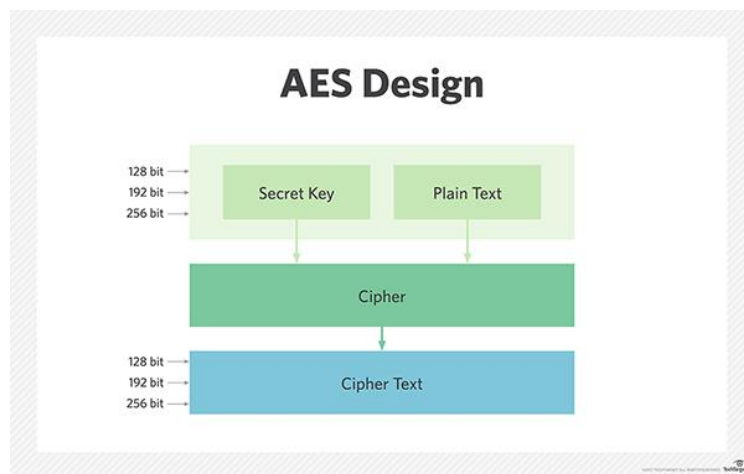 AES Design
128 bit
192 bit
256 bit
Secret Key
Plain Text
Cipher
128 bit
192 bit
256 bit
Cipher Text